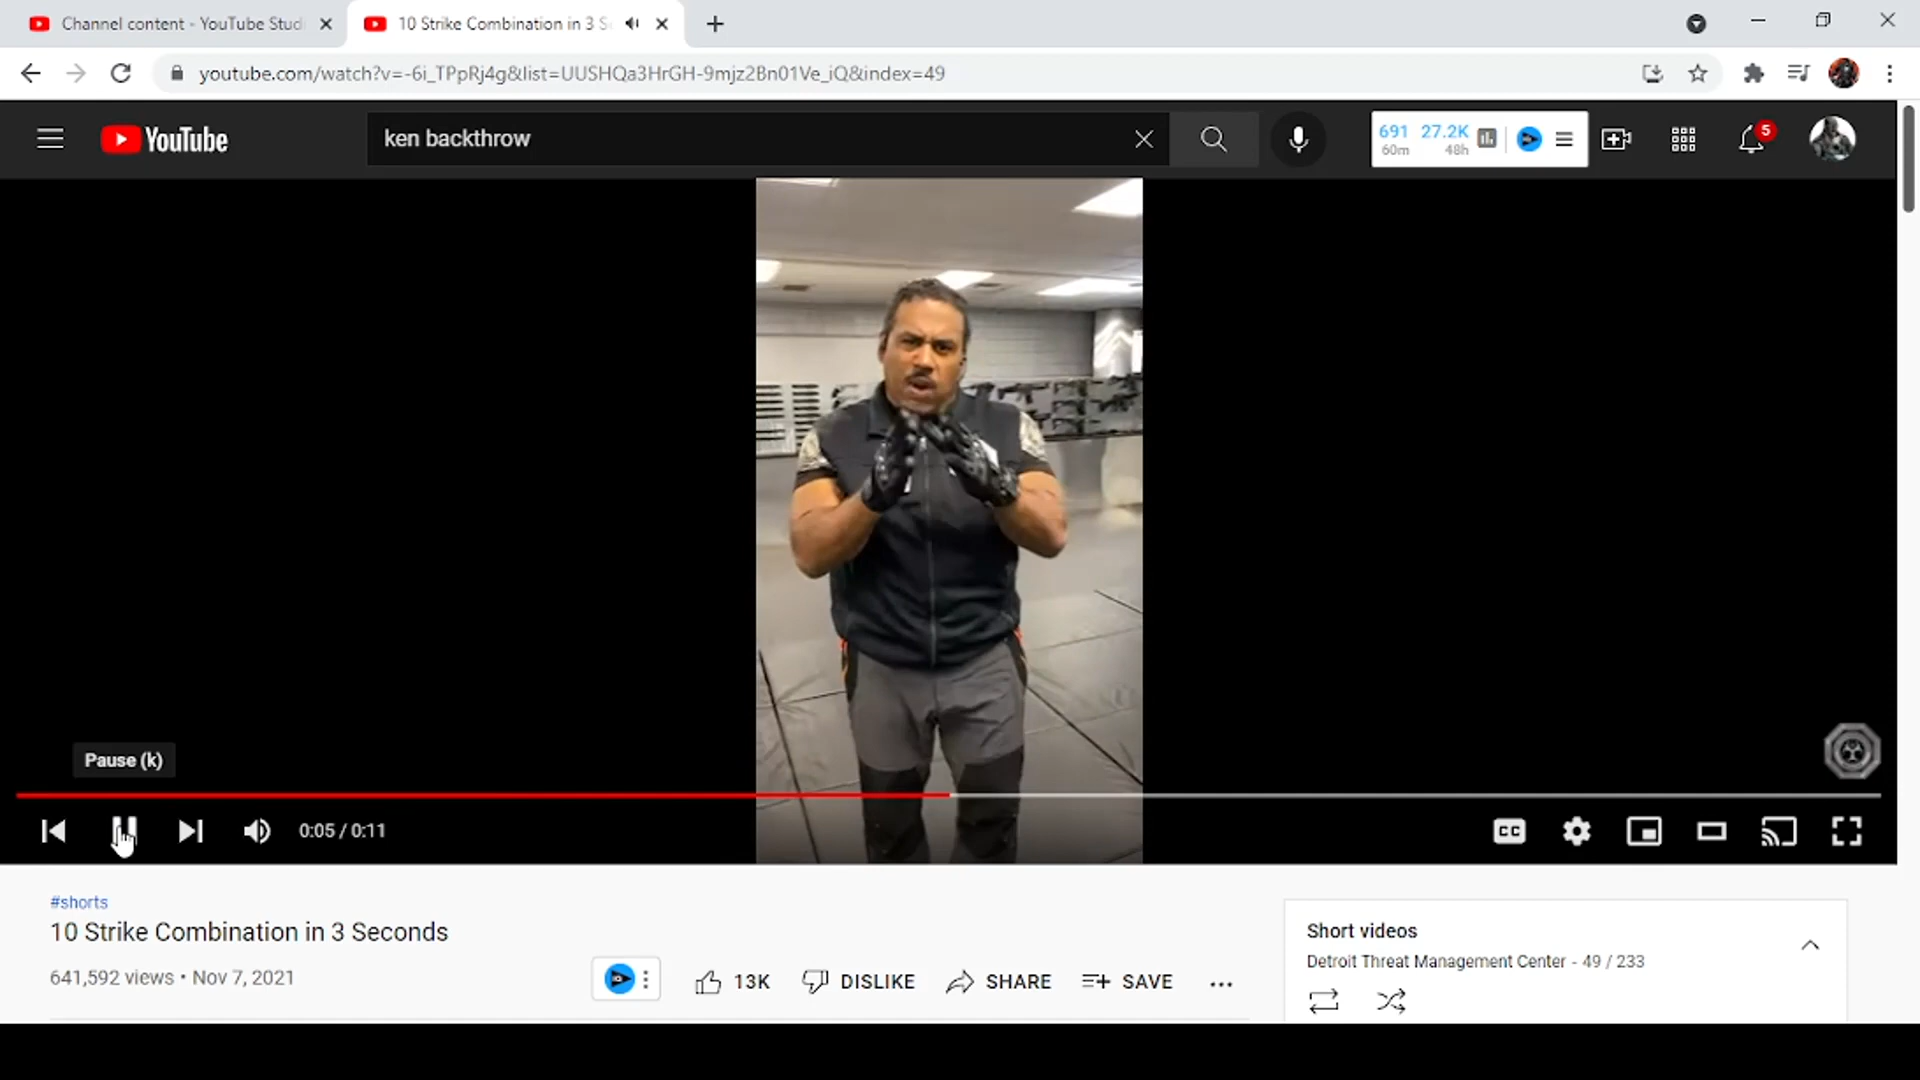 Channel content - YouTube Studi
10 Strike Combination in 3 S
youtube.com/watch?v=-6i_TPpRj4g&list=UUSHQa3HrGH-9mjz2Bn01Ve_iQ&index=49
YouTube
ken backthrow
691 27.2K
60m 48h
5
Pause (k)
0:05 / 0:11
CC
#shorts
10 Strike Combination in 3 Seconds
641,592 views • Nov 7, 2021
13K DISLIKE SHARE SAVE
Short videos
Detroit Threat Management Center - 49 / 233